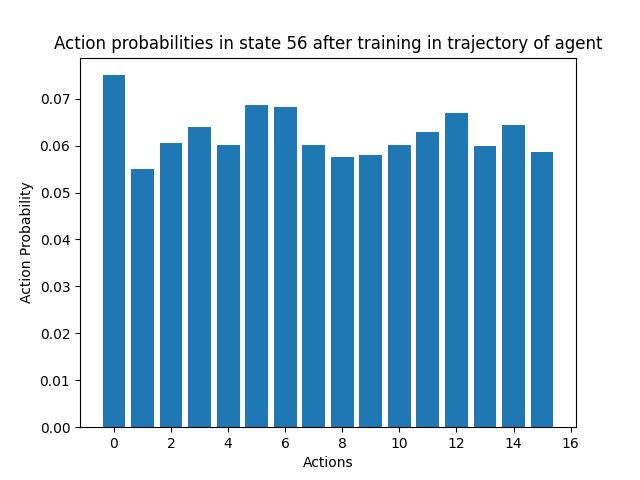 Action probabilities in state 56 after training in trajectory of agent
0.07
0.06
0.05
0.04
0.03
0.02
0.01
0.00
Action Probability
0 2 4 6 8 10 12 14 16
Actions